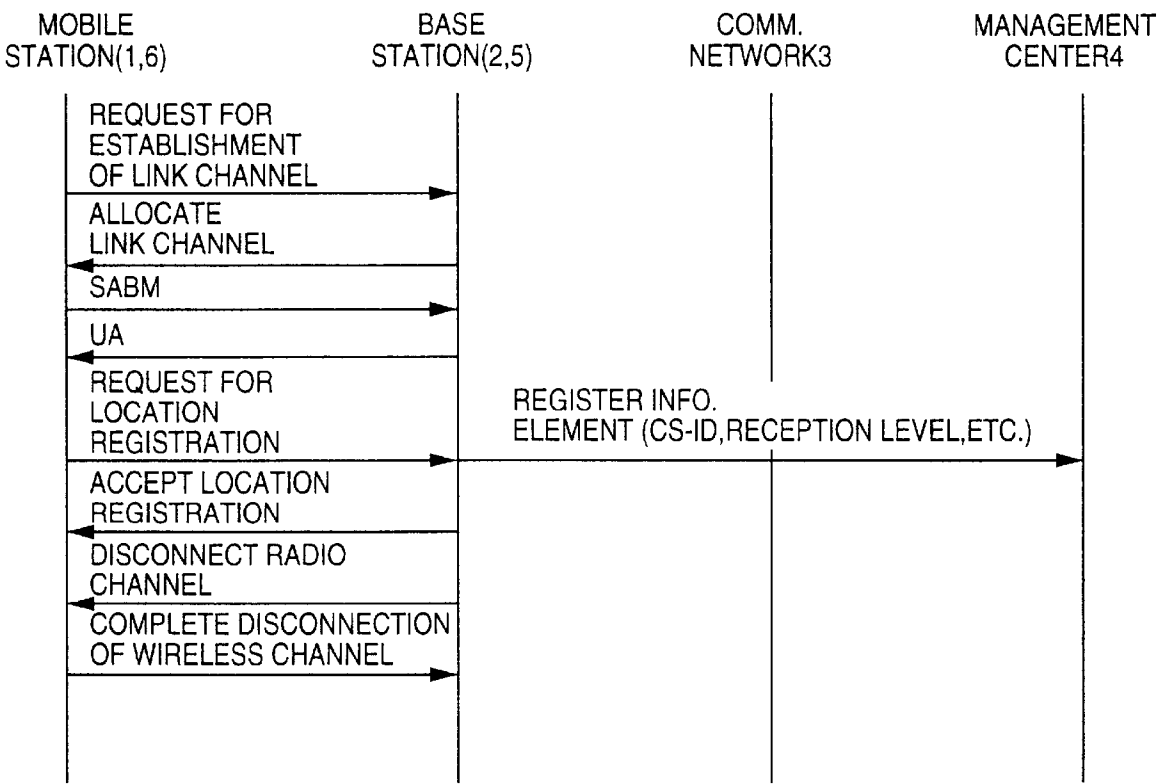 MOBILE
STATION(1,6)
BASE
STATION(2,5)
COMM.
NETWORK3
MANAGEMENT
CENTER4
REQUEST FOR
ESTABLISHMENT
OF LINK CHANNEL
ALLOCATE
LINK CHANNEL
SABM
UA
REQUEST FOR
LOCATION
REGISTRATION
REGISTER INFO.
ELEMENT (CS-ID,RECEPTION LEVEL,ETC.)
ACCEPT LOCATION
REGISTRATION
DISCONNECT RADIO
CHANNEL
COMPLETE DISCONNECTION
OF WIRELESS CHANNEL